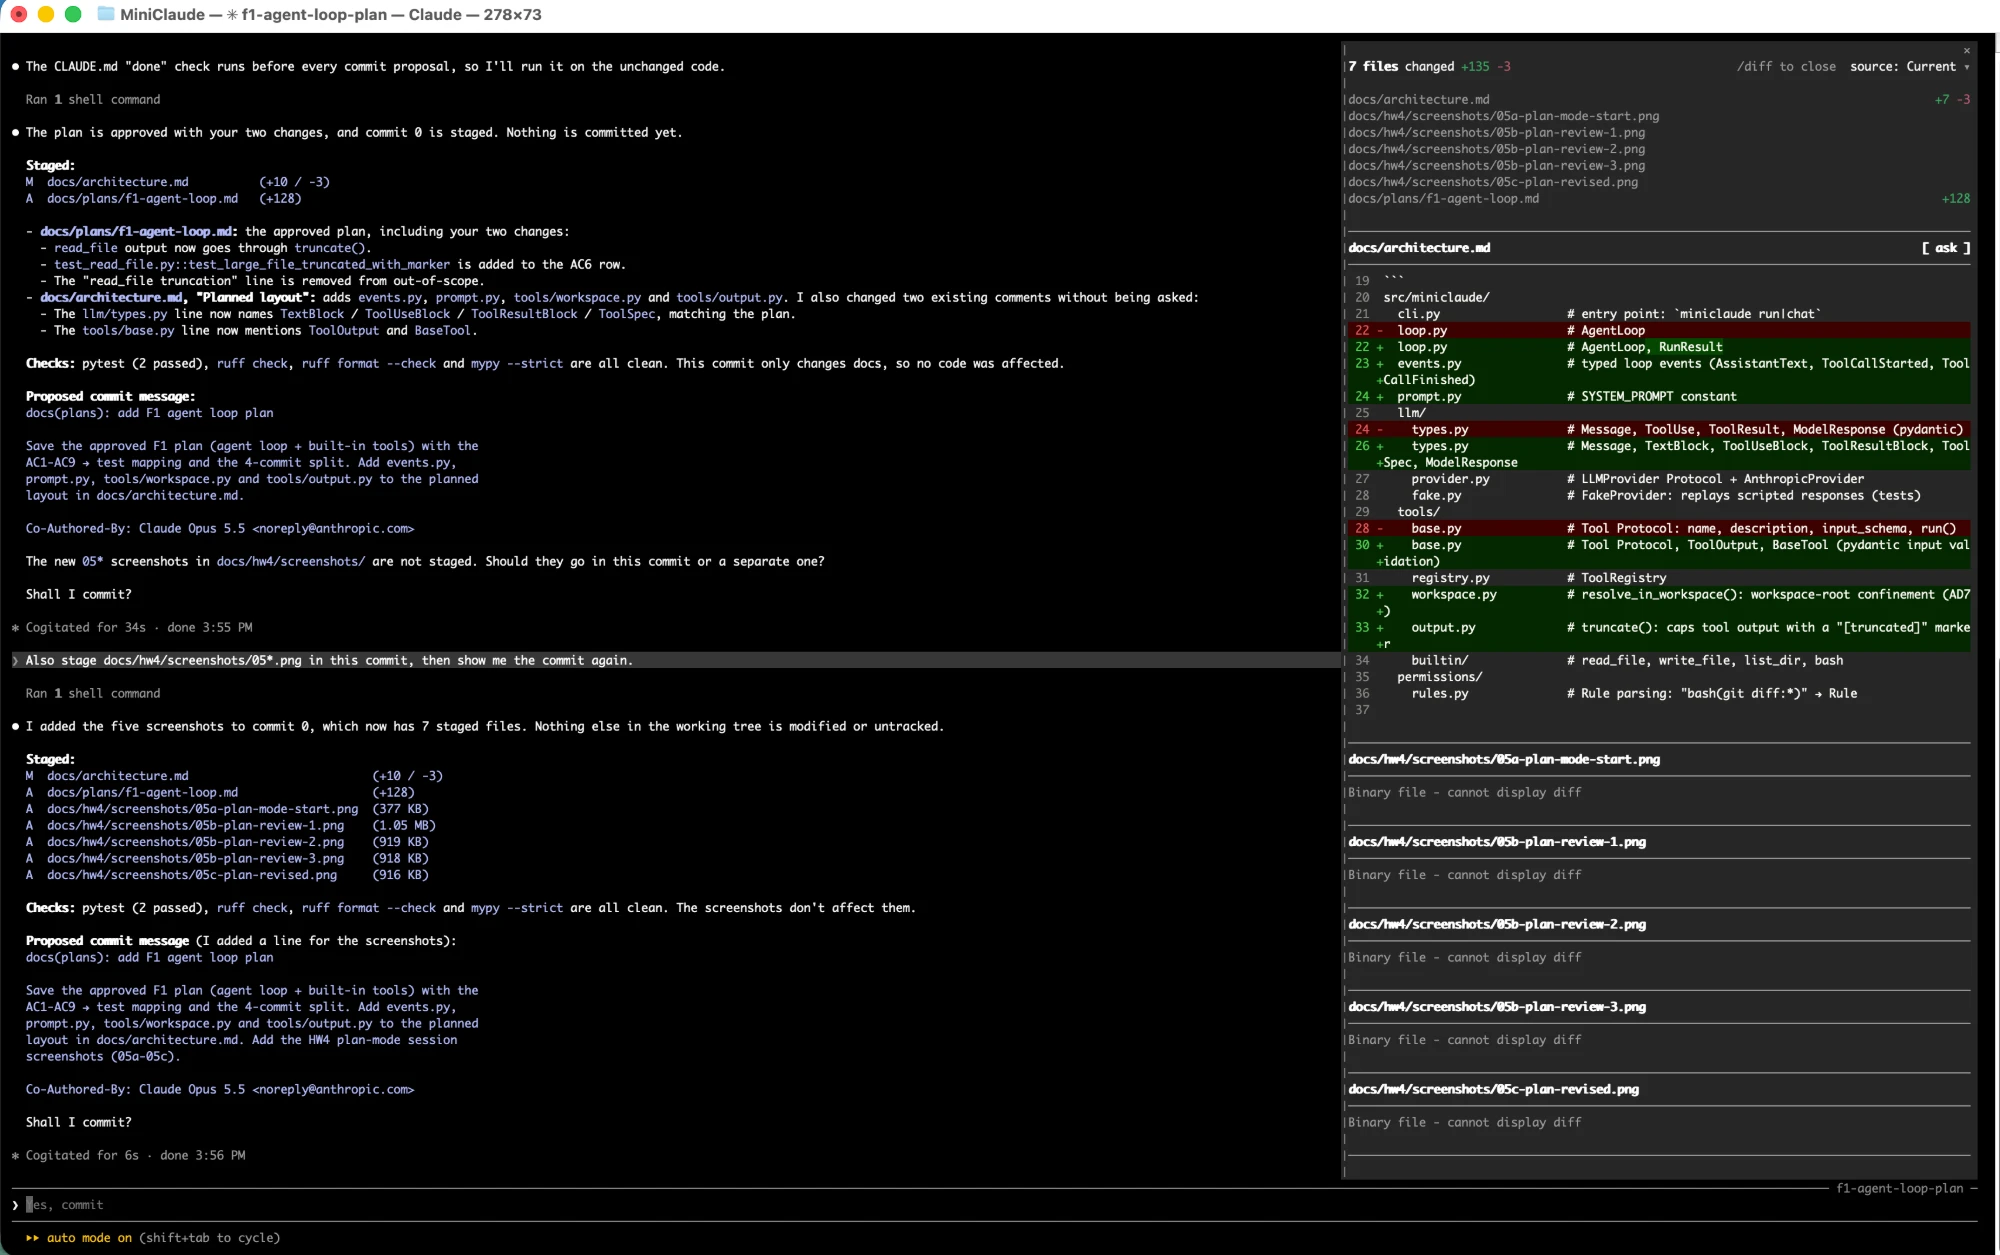 MiniClaude — ✳ f1-agent-loop-plan — Claude — 278×73
● The CLAUDE.md "done" check runs before every commit proposal, so I'll run it on the unchanged code.
Ran 1 shell command
● The plan is approved with your two changes, and commit 0 is staged. Nothing is committed yet.
Staged:
M  docs/architecture.md          (+10 / -3)
A  docs/plans/f1-agent-loop.md   (+128)
- docs/plans/f1-agent-loop.md: the approved plan, including your two changes:
- read_file output now goes through truncate().
- test_read_file.py::test_large_file_truncated_with_marker is added to the AC6 row.
- The "read_file truncation" line is removed from out-of-scope.
- docs/architecture.md, "Planned layout": adds events.py, prompt.py, tools/workspace.py and tools/output.py. I also changed two existing comments without being asked:
- The llm/types.py line now names TextBlock / ToolUseBlock / ToolResultBlock / ToolSpec, matching the plan.
- The tools/base.py line now mentions ToolOutput and BaseTool.
Checks: pytest (2 passed), ruff check, ruff format --check and mypy --strict are all clean. This commit only changes docs, so no code was affected.
Proposed commit message:
docs(plans): add F1 agent loop plan
Save the approved F1 plan (agent loop + built-in tools) with the
AC1-AC9 → test mapping and the 4-commit split. Add events.py,
prompt.py, tools/workspace.py and tools/output.py to the planned
layout in docs/architecture.md.
Co-Authored-By: Claude Opus 5.5 <noreply@anthropic.com>
The new 05* screenshots in docs/hw4/screenshots/ are not staged. Should they go in this commit or a separate one?
Shall I commit?
✻ Cogitated for 34s · done 3:55 PM
❯ Also stage docs/hw4/screenshots/05*.png in this commit, then show me the commit again.
Ran 1 shell command
● I added the five screenshots to commit 0, which now has 7 staged files. Nothing else in the working tree is modified or untracked.
Staged:
M  docs/architecture.md                          (+10 / -3)
A  docs/plans/f1-agent-loop.md                   (+128)
A  docs/hw4/screenshots/05a-plan-mode-start.png  (377 KB)
A  docs/hw4/screenshots/05b-plan-review-1.png    (1.05 MB)
A  docs/hw4/screenshots/05b-plan-review-2.png    (919 KB)
A  docs/hw4/screenshots/05b-plan-review-3.png    (918 KB)
A  docs/hw4/screenshots/05c-plan-revised.png     (916 KB)
Checks: pytest (2 passed), ruff check, ruff format --check and mypy --strict are all clean. The screenshots don't affect them.
Proposed commit message (I added a line for the screenshots):
docs(plans): add F1 agent loop plan
Save the approved F1 plan (agent loop + built-in tools) with the
AC1-AC9 → test mapping and the 4-commit split. Add events.py,
prompt.py, tools/workspace.py and tools/output.py to the planned
layout in docs/architecture.md. Add the HW4 plan-mode session
screenshots (05a-05c).
Co-Authored-By: Claude Opus 5.5 <noreply@anthropic.com>
Shall I commit?
✻ Cogitated for 6s · done 3:56 PM
×
7 files changed +135 -3    /diff to close  source: Current ▾
docs/architecture.md    +7 -3
docs/hw4/screenshots/05a-plan-mode-start.png
docs/hw4/screenshots/05b-plan-review-1.png
docs/hw4/screenshots/05b-plan-review-2.png
docs/hw4/screenshots/05b-plan-review-3.png
docs/hw4/screenshots/05c-plan-revised.png
docs/plans/f1-agent-loop.md    +128
docs/architecture.md    [ ask ]
19   ```
20   src/miniclaude/
21     cli.py                # entry point: `miniclaude run|chat`
22 -   loop.py               # AgentLoop
22 +   loop.py               # AgentLoop, RunResult
23 +   events.py             # typed loop events (AssistantText, ToolCallStarted, Tool
+CallFinished)
24 +   prompt.py             # SYSTEM_PROMPT constant
25     llm/
24 -     types.py            # Message, ToolUse, ToolResult, ModelResponse (pydantic)
26 +     types.py            # Message, TextBlock, ToolUseBlock, ToolResultBlock, Tool
+Spec, ModelResponse
27       provider.py         # LLMProvider Protocol + AnthropicProvider
28       fake.py             # FakeProvider: replays scripted responses (tests)
29     tools/
28 -     base.py             # Tool Protocol: name, description, input_schema, run()
30 +     base.py             # Tool Protocol, ToolOutput, BaseTool (pydantic input val
+idation)
31       registry.py         # ToolRegistry
32 +     workspace.py        # resolve_in_workspace(): workspace-root confinement (AD7
+)
33 +     output.py           # truncate(): caps tool output with a "[truncated]" marke
+r
34       builtin/            # read_file, write_file, list_dir, bash
35     permissions/
36       rules.py            # Rule parsing: "bash(git diff:*)" → Rule
37
docs/hw4/screenshots/05a-plan-mode-start.png
Binary file - cannot display diff
docs/hw4/screenshots/05b-plan-review-1.png
Binary file - cannot display diff
docs/hw4/screenshots/05b-plan-review-2.png
Binary file - cannot display diff
docs/hw4/screenshots/05b-plan-review-3.png
Binary file - cannot display diff
docs/hw4/screenshots/05c-plan-revised.png
Binary file - cannot display diff
f1-agent-loop-plan
❯ es, commit
⏵⏵ auto mode on (shift+tab to cycle)